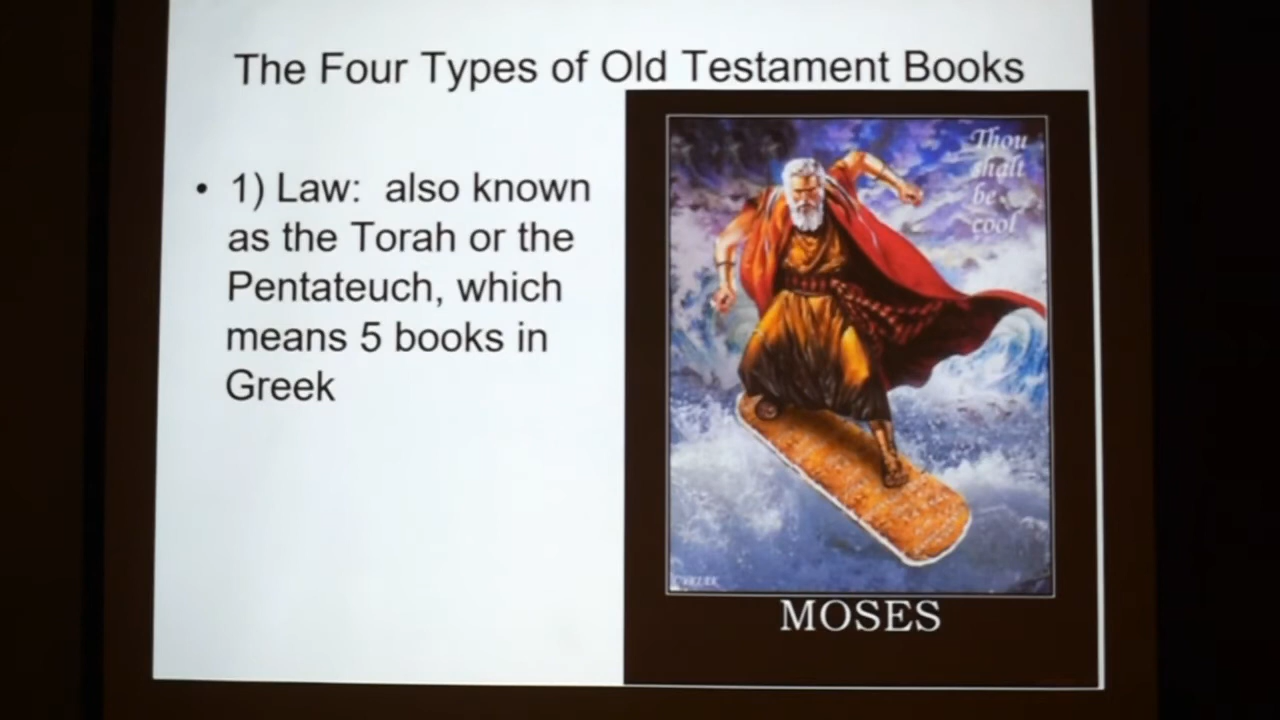 The Four Types of Old Testament Books
• 1) Law: also known
as the Torah or the
Pentateuch, which
means 5 books in
Greek
Thou
shalt
be
cool
MOSES